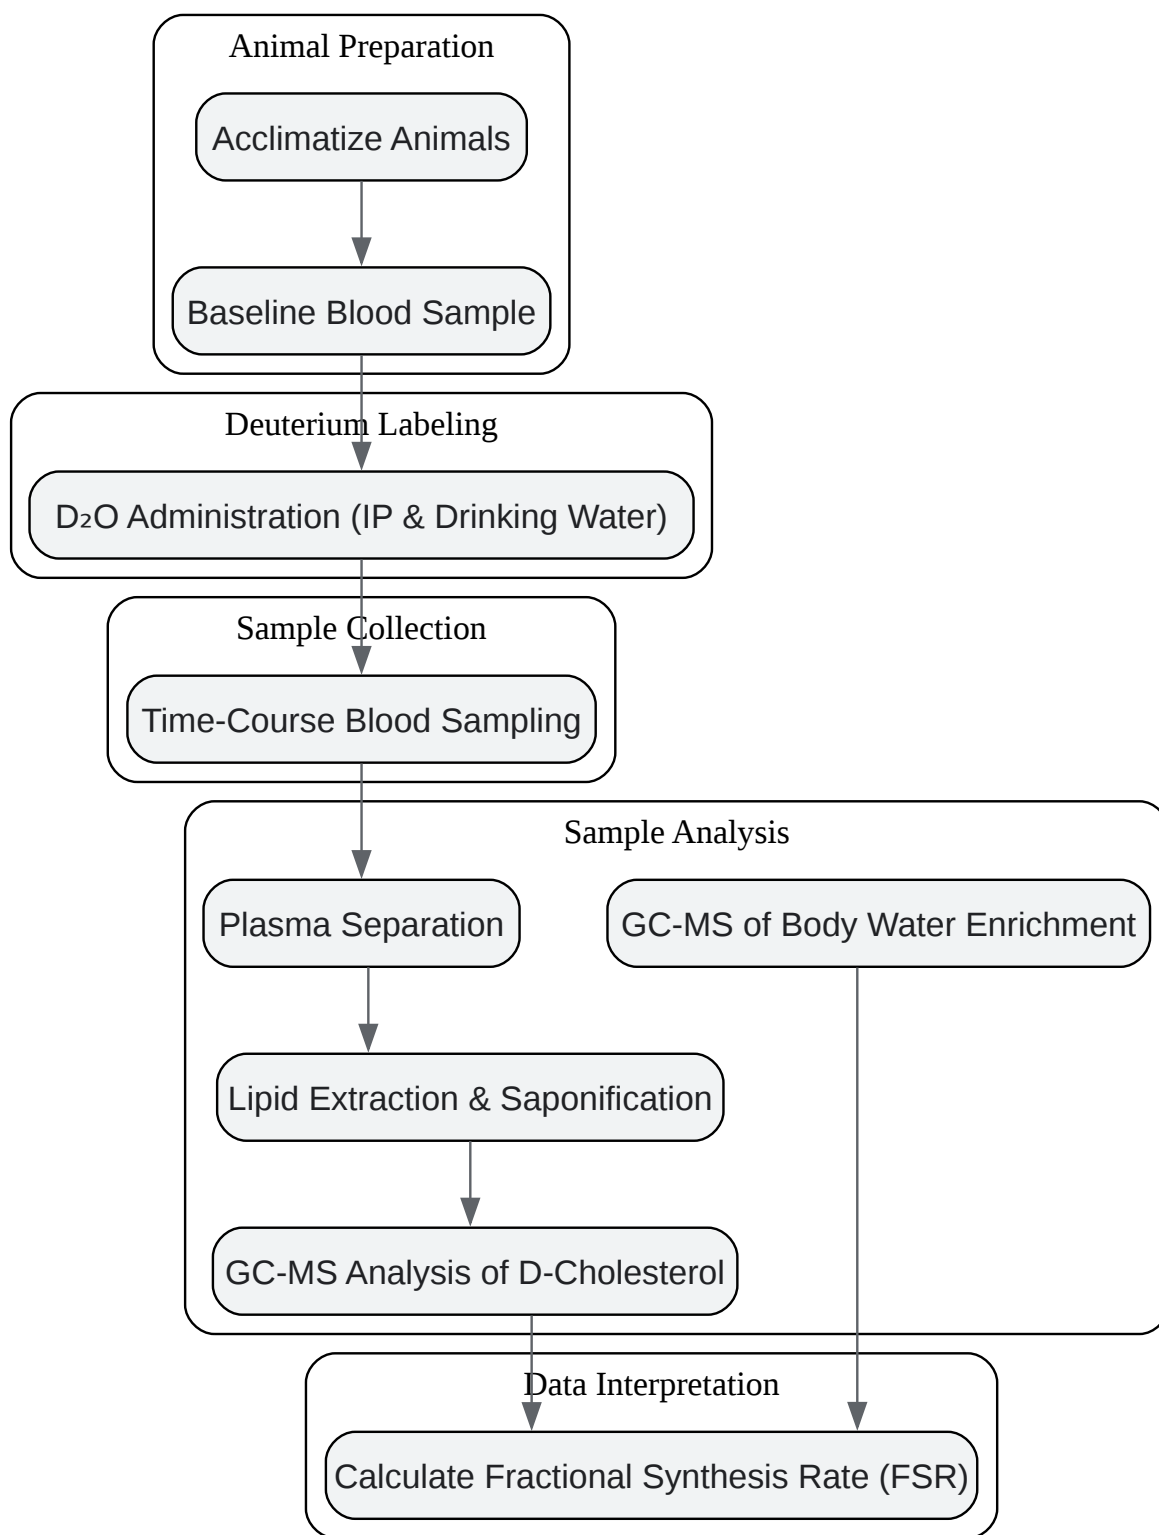 Animal Preparation
Acclimatize Animals
Baseline Blood Sample
Deuterium Labeling
D₂O Administration (IP & Drinking Water)
Sample Collection
Time-Course Blood Sampling
Sample Analysis
Plasma Separation
GC-MS of Body Water Enrichment
Lipid Extraction & Saponification
GC-MS Analysis of D-Cholesterol
Data Interpretation
Calculate Fractional Synthesis Rate (FSR)